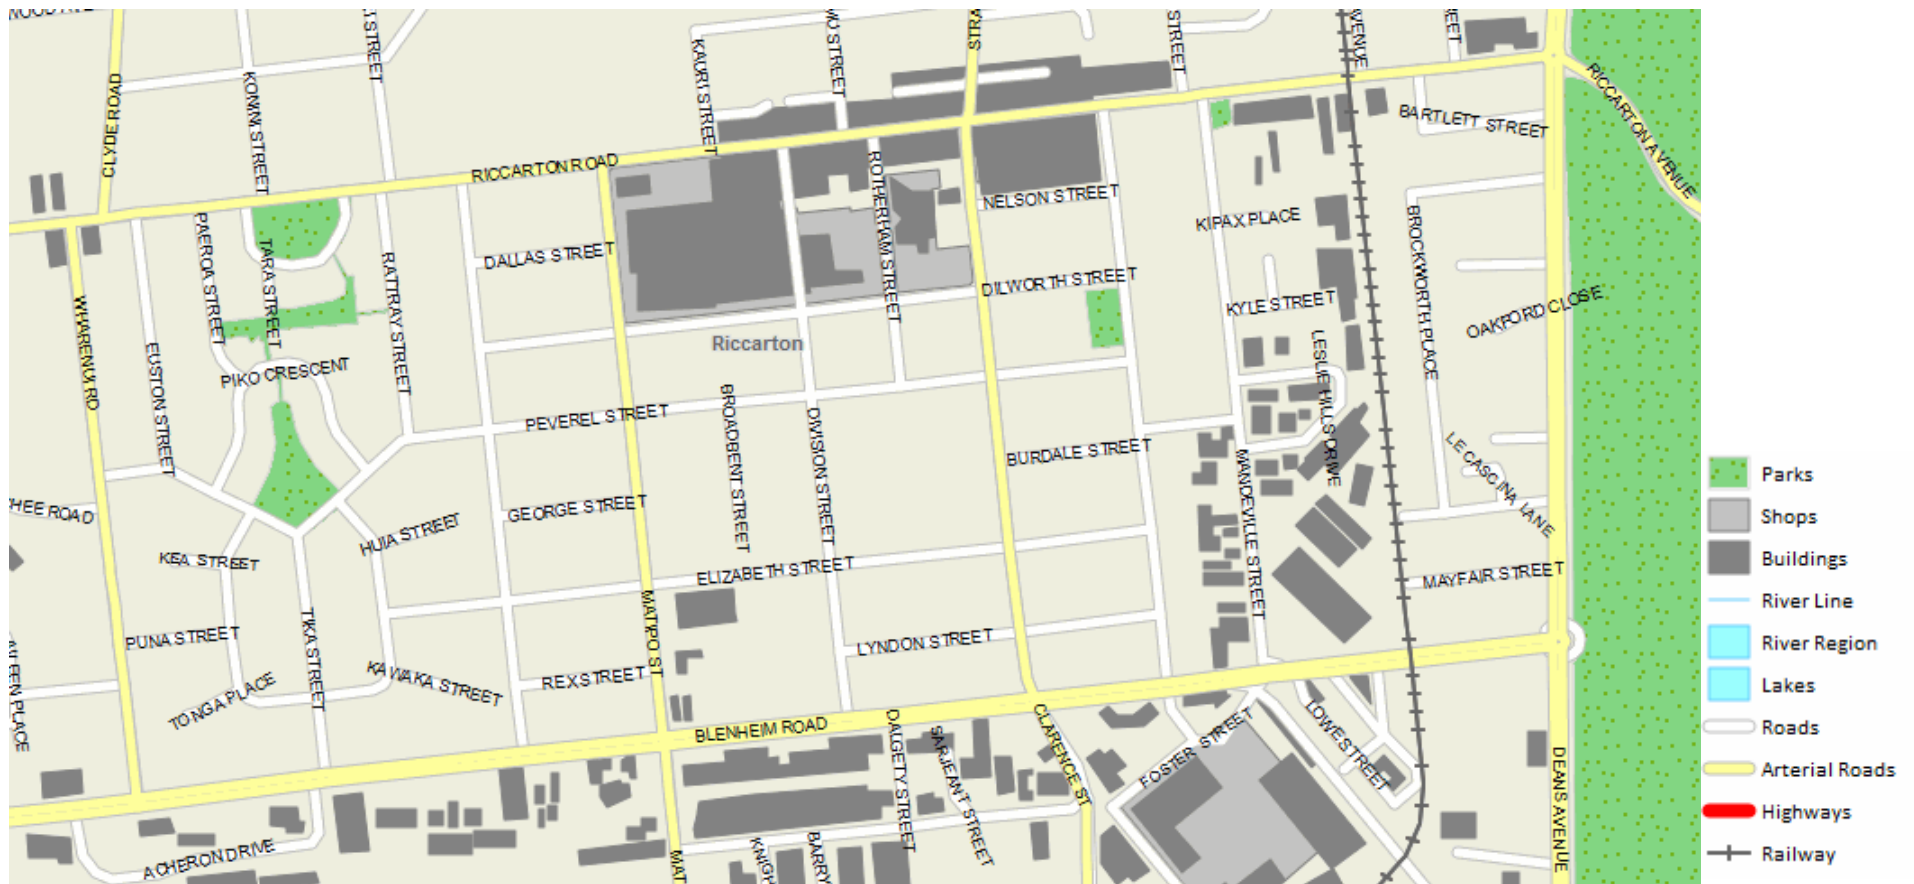 CLYDE ROAD
KAURI STREET
RICCARTON AVENUE
BARTLETT STREET
RICCARTON ROAD
ROTHERHAM STREET
NELSON STREET
KIPAX PLACE
BROCKWORTH PLACE
PAEROA STREET
TARA STREET
RATTRAY STREET
DALLAS STREET
DILWORTH STREET
KYLE STREET
OAKFORD CLOSE
WHARENUI RD
EUSTON STREET
Riccarton
LESLIE HILLS DRIVE
PIKO CRESCENT
PEVEREL STREET
BROADBENT STREET
DIVISION STREET
BURDALE STREET
MANDEVILLE STREET
LE CASCINA LANE
HEE ROAD
GEORGE STREET
HUIA STREET
KEA STREET
ELIZABETH STREET
MAYFAIR STREET
TIKA STREET
MATIPO ST
PUNA STREET
LYNDON STREET
KAWAKA STREET
REX STREET
TONGA PLACE
BLENHEIM ROAD
DALGETY STREET
SARJEANT STREET
CLARENCE ST
FOSTER STREET
LOWE STREET
DEANS AVENUE
ACHERON DRIVE
BARRY
Parks
Shops
Buildings
River Line
River Region
Lakes
Roads
Arterial Roads
Highways
Railway